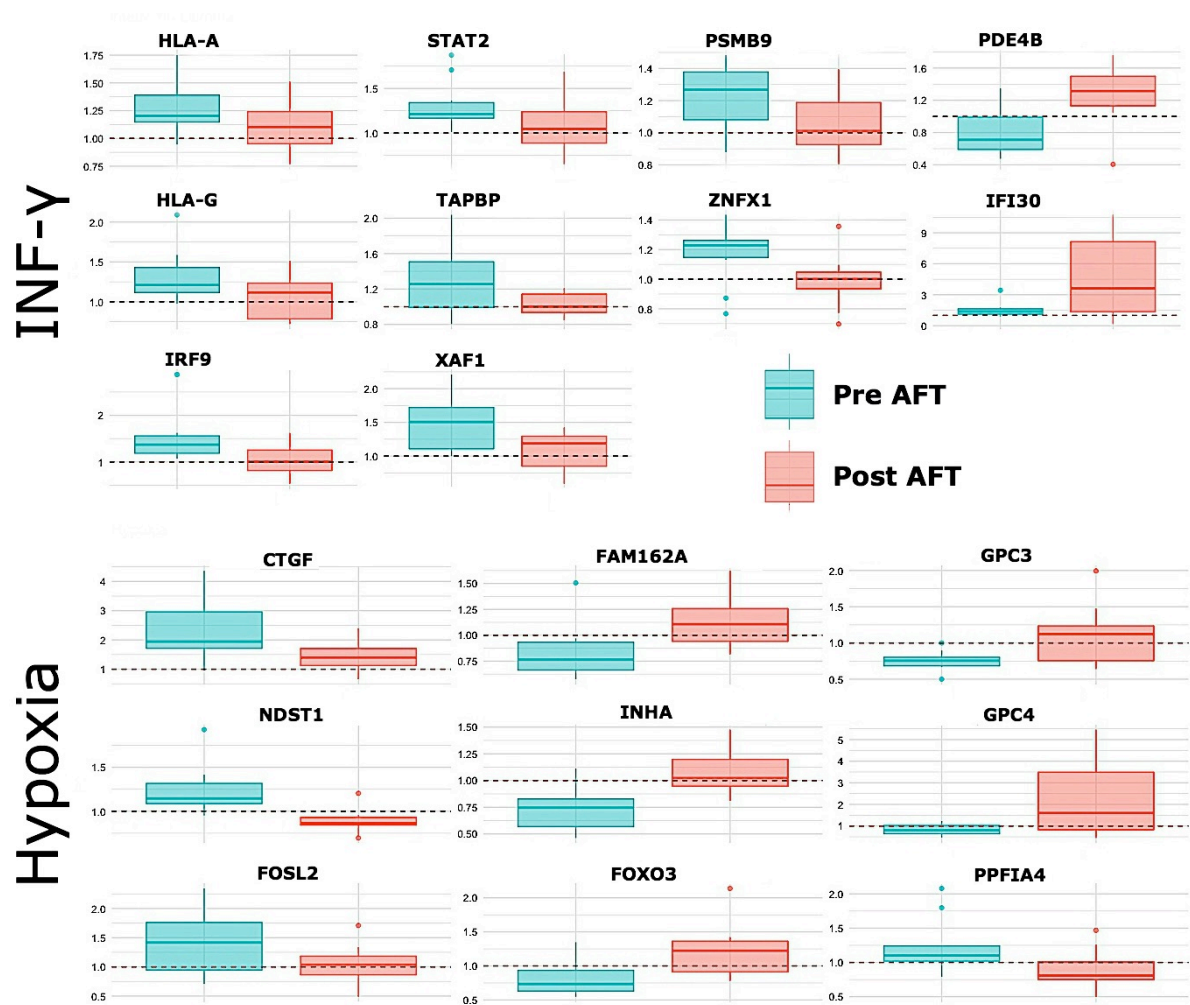 INF-γ
HLA-A
1.75
1.50
1.25
1.00
0.75
STAT2
1.5
1.0
PSMB9
1.4
1.2
1.0
0.8
PDE4B
1.6
1.2
0.8
0.4
HLA-G
2.0
1.5
1.0
TAPBP
2.0
1.6
1.2
0.8
ZNFX1
1.4
1.2
1.0
0.8
IFI30
9
6
3
0
IRF9
2
1
XAF1
2.0
1.5
1.0
Pre AFT
Post AFT
Hypoxia
Hypoxia
CTGF
4
3
2
1
FAM162A
1.50
1.25
1.00
0.75
GPC3
2.0
1.5
1.0
0.5
NDST1
1.5
1.0
INHA
1.50
1.25
1.00
0.75
0.50
GPC4
5
4
3
2
1
FOSL2
2.0
1.5
1.0
0.5
FOXO3
2.0
1.5
1.0
0.5
PPFIA4
2.0
1.5
1.0
0.5